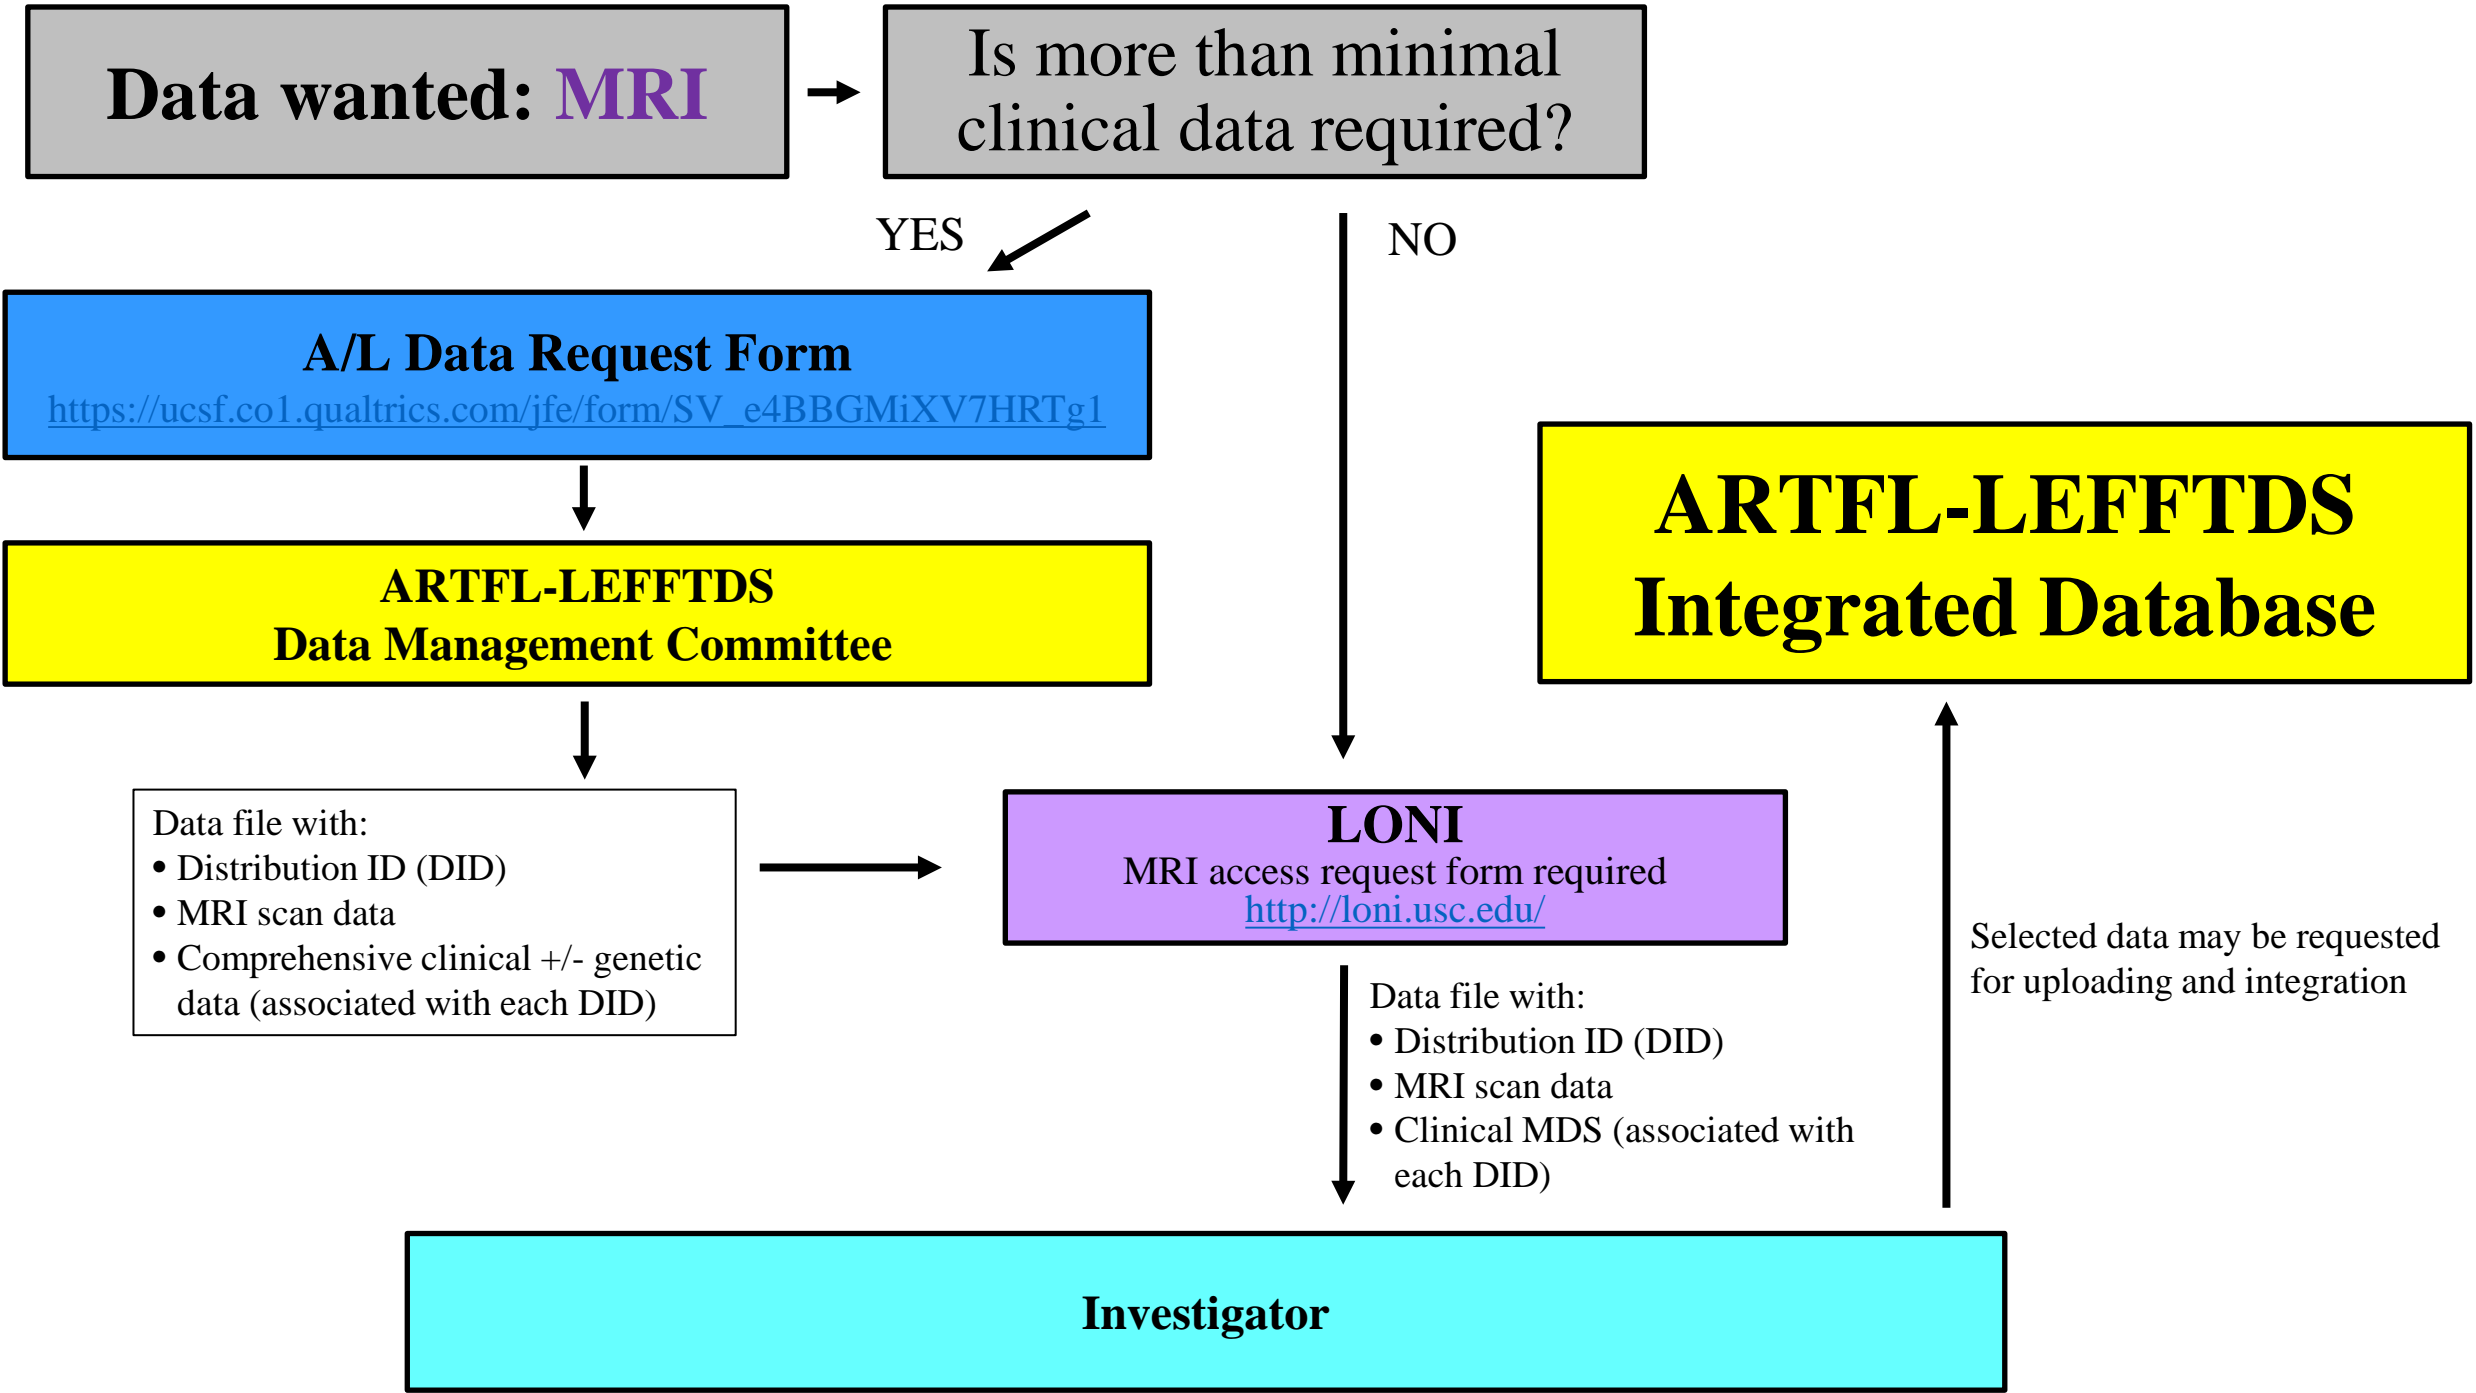 Data wanted: MRI
Is more than minimal
clinical data required?
YES
NO
A/L Data Request Form
https://ucsf.co1.qualtrics.com/jfe/form/SV_e4BBGMiXV7HRTg1
ARTFL-LEFFTDS
Data Management Committee
ARTFL-LEFFTDS
Integrated Database
Data file with:
• Distribution ID (DID)
• MRI scan data
• Comprehensive clinical +/- genetic
data (associated with each DID)
LONI
MRI access request form required
http://loni.usc.edu/
Selected data may be requested
for uploading and integration
Data file with:
• Distribution ID (DID)
• MRI scan data
• Clinical MDS (associated with
each DID)
Investigator